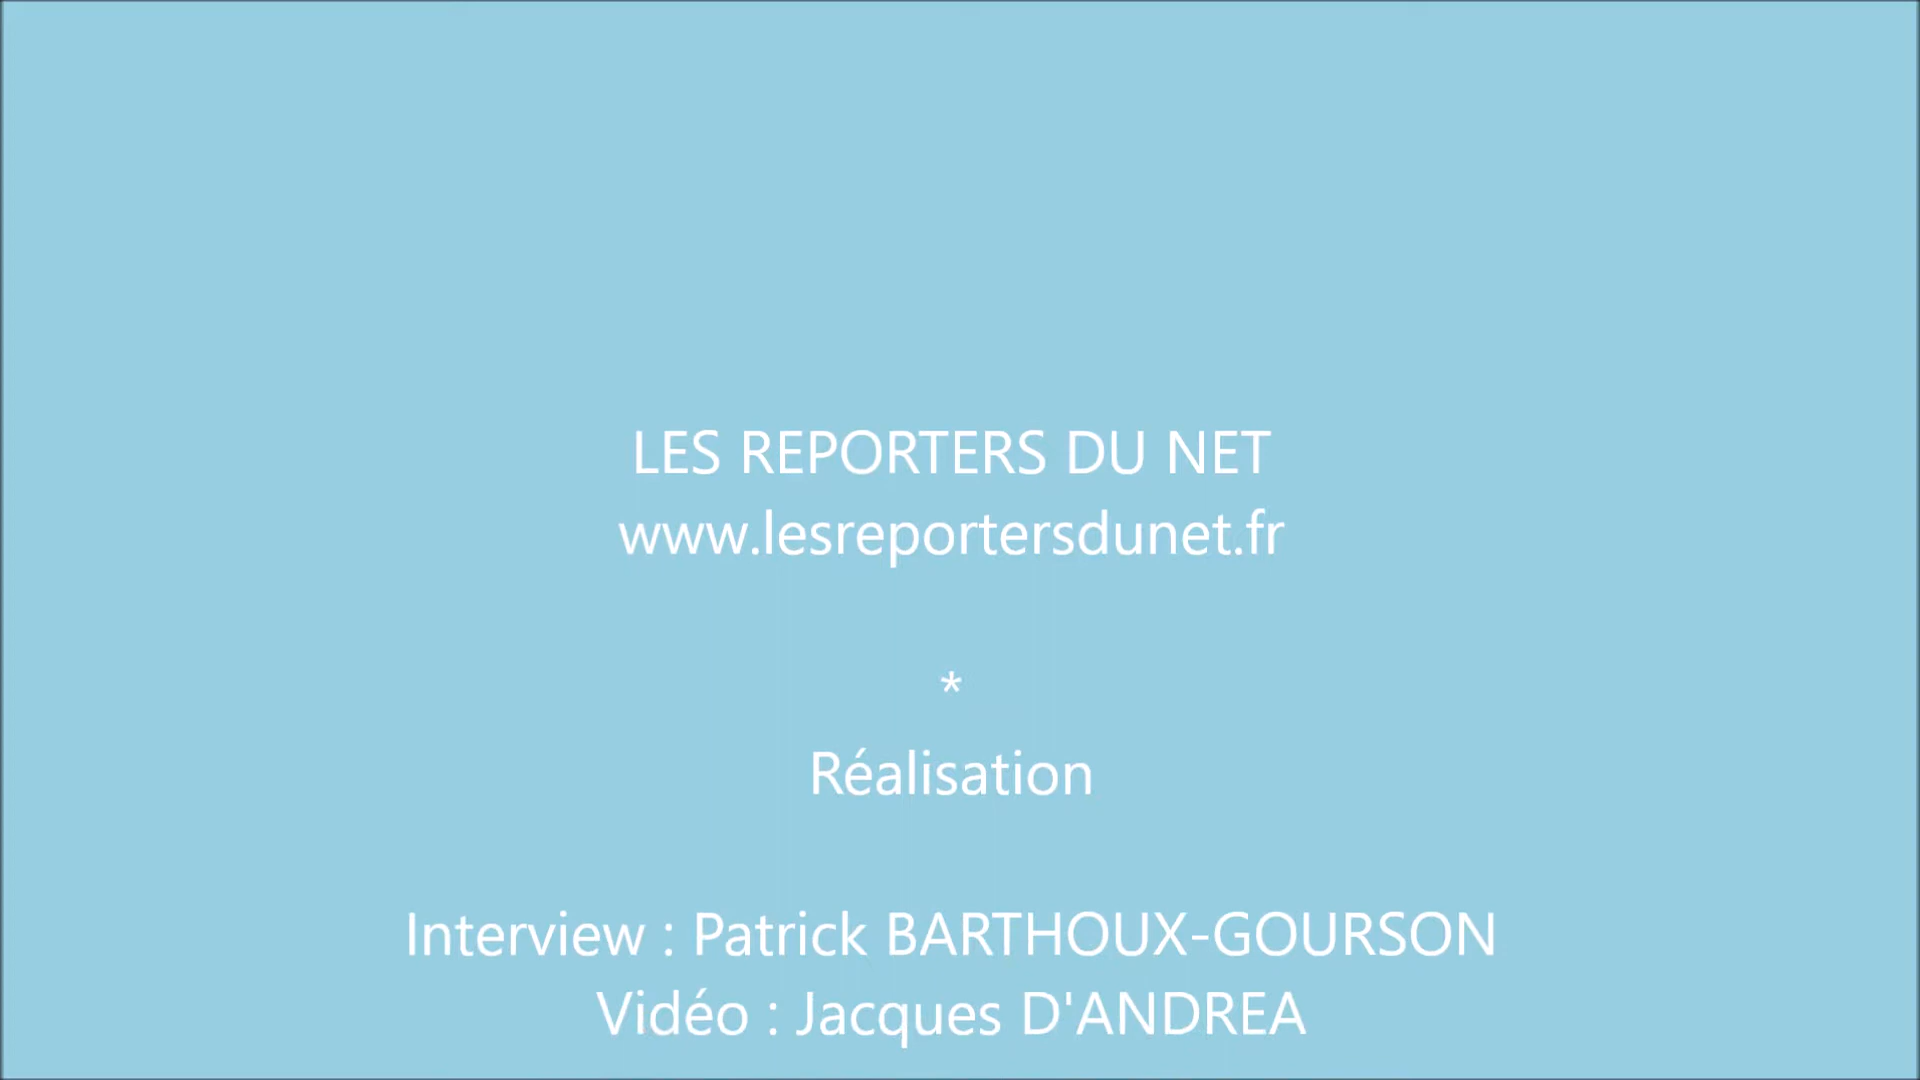 LES REPORTERS DU NET
www.lesreportersdunet.fr
*
Réalisation
Interview : Patrick BARTHOUX-GOURSON
Vidéo : Jacques D'ANDREA